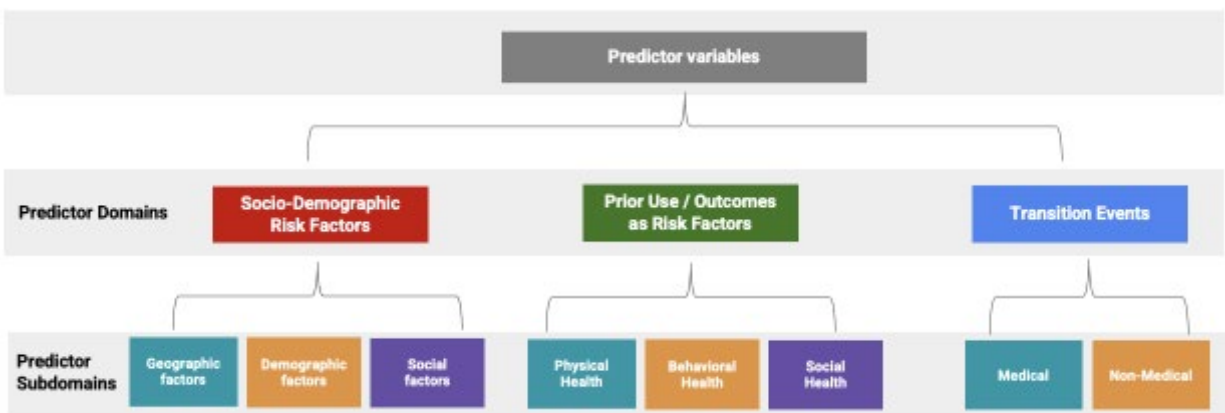 Predictor variables
Predictor Domains
Socio-Demographic
Risk Factors
Prior Use / Outcomes
as Risk Factors
Transition Events
Predictor
Subdomains
Geographic
factors
Demographic
factors
Social
factors
Physical
Health
Behavioral
Health
Social
Health
Medical
Non-Medical